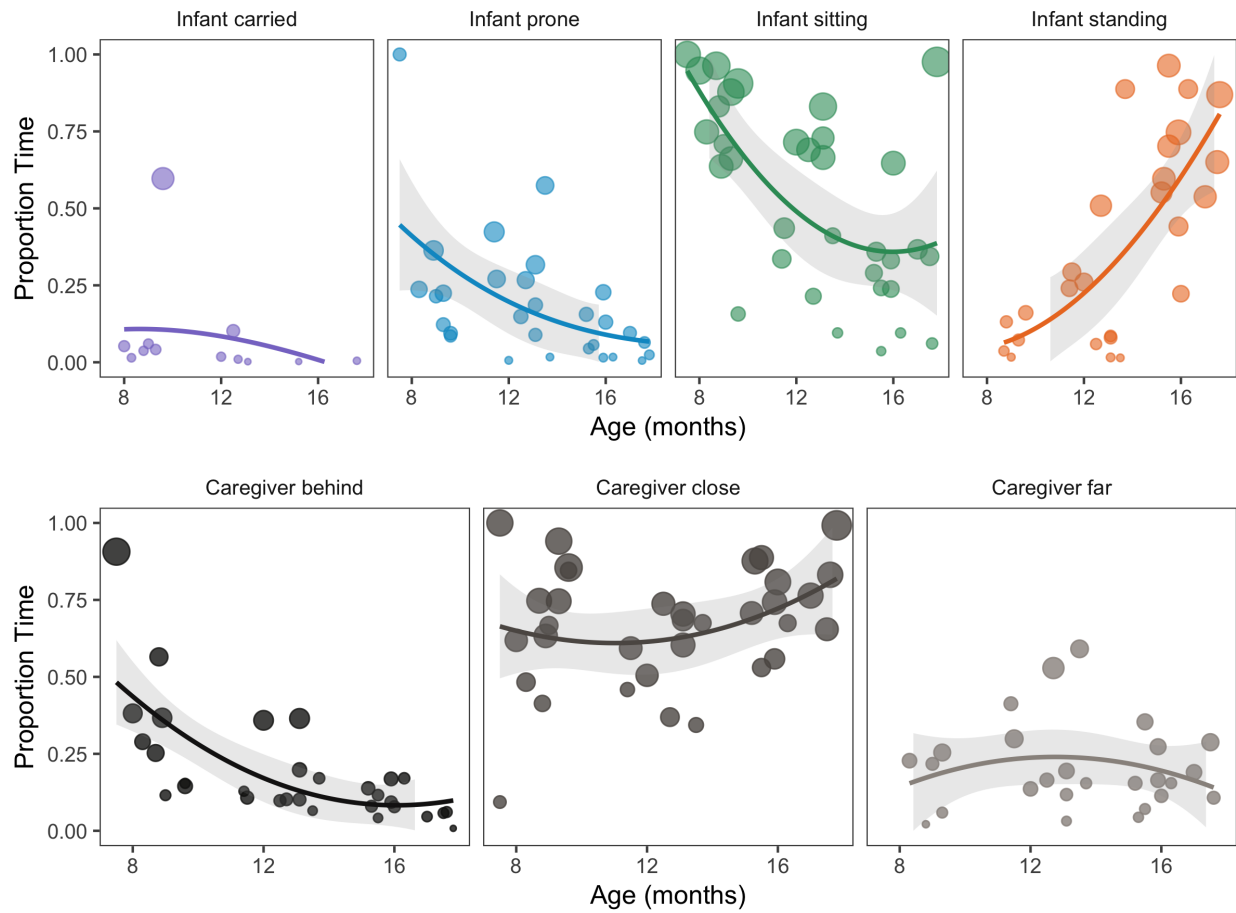 Infant carried Infant prone Infant sitting Infant standing
1.00
0.75
0.50
0.25
0.00
Proportion Time
8 12 16 8 12 16 8 12 16 8 12 16
Age (months)
Caregiver behind Caregiver close Caregiver far
1.00
0.75
0.50
0.25
0.00
Proportion Time
8 12 16 8 12 16 8 12 16
Age (months)